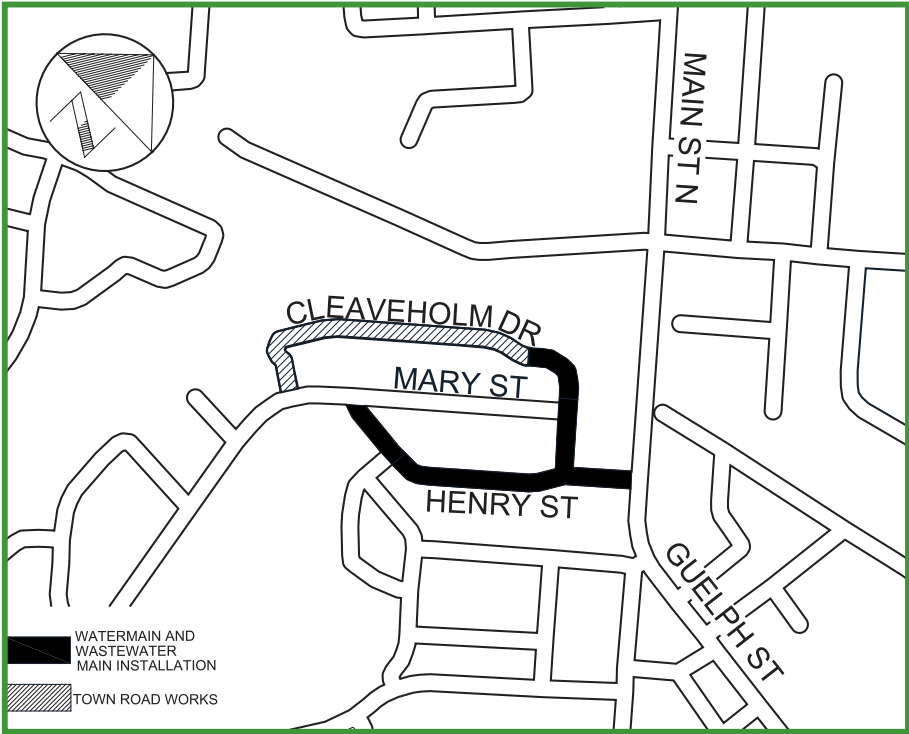 MAIN ST N
CLEAVEHOLM DR
MARY ST
HENRY ST
GUELPH ST
WATERMAIN AND
WASTEWATER
MAIN INSTALLATION
TOWN ROAD WORKS